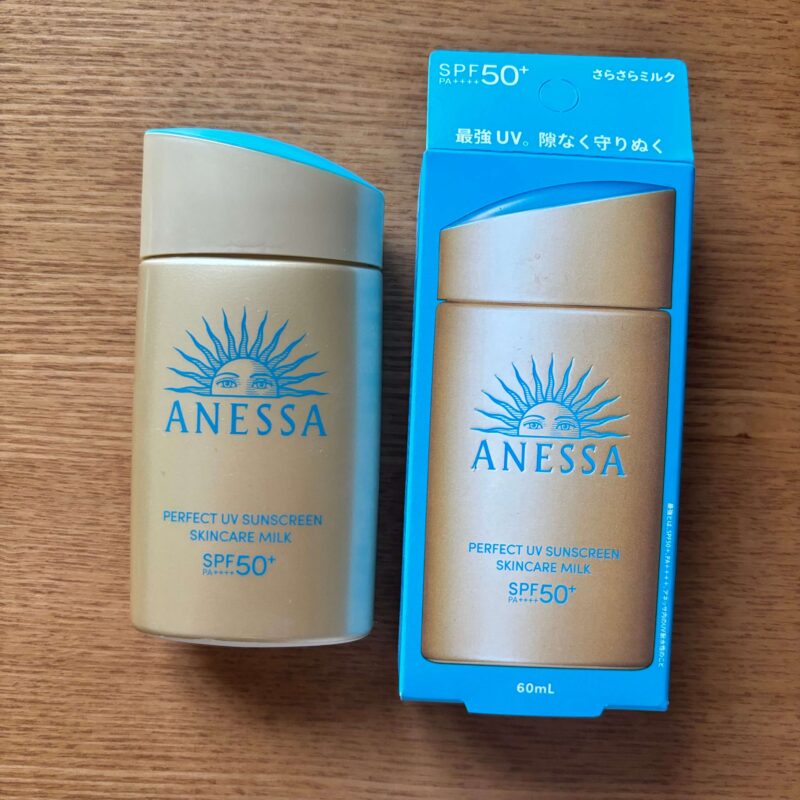 ANESSA
PERFECT UV SUNSCREEN
SKINCARE MILK
SPF50+
PA++++
SPF50+
PA++++
さらさらミルク
最強UV。隙なく守りぬく
ANESSA
PERFECT UV SUNSCREEN
SKINCARE MILK
SPF50+
PA++++
60mL